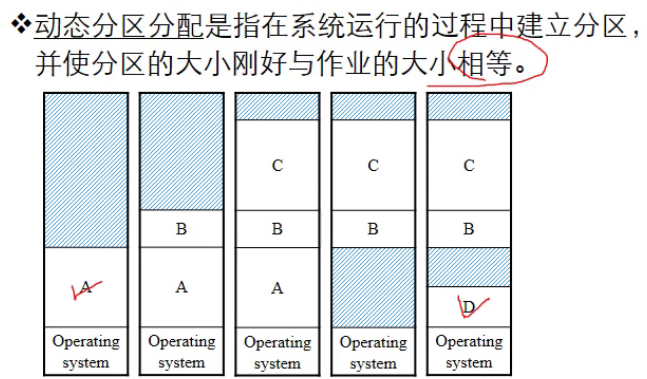 ❖动态分区分配是指在系统运行的过程中建立分区，
并使分区的大小刚好与作业的大小相等。
A
Operating
system
B
A
Operating
system
C
B
A
Operating
system
C
B
Operating
system
C
B
D
Operating
system